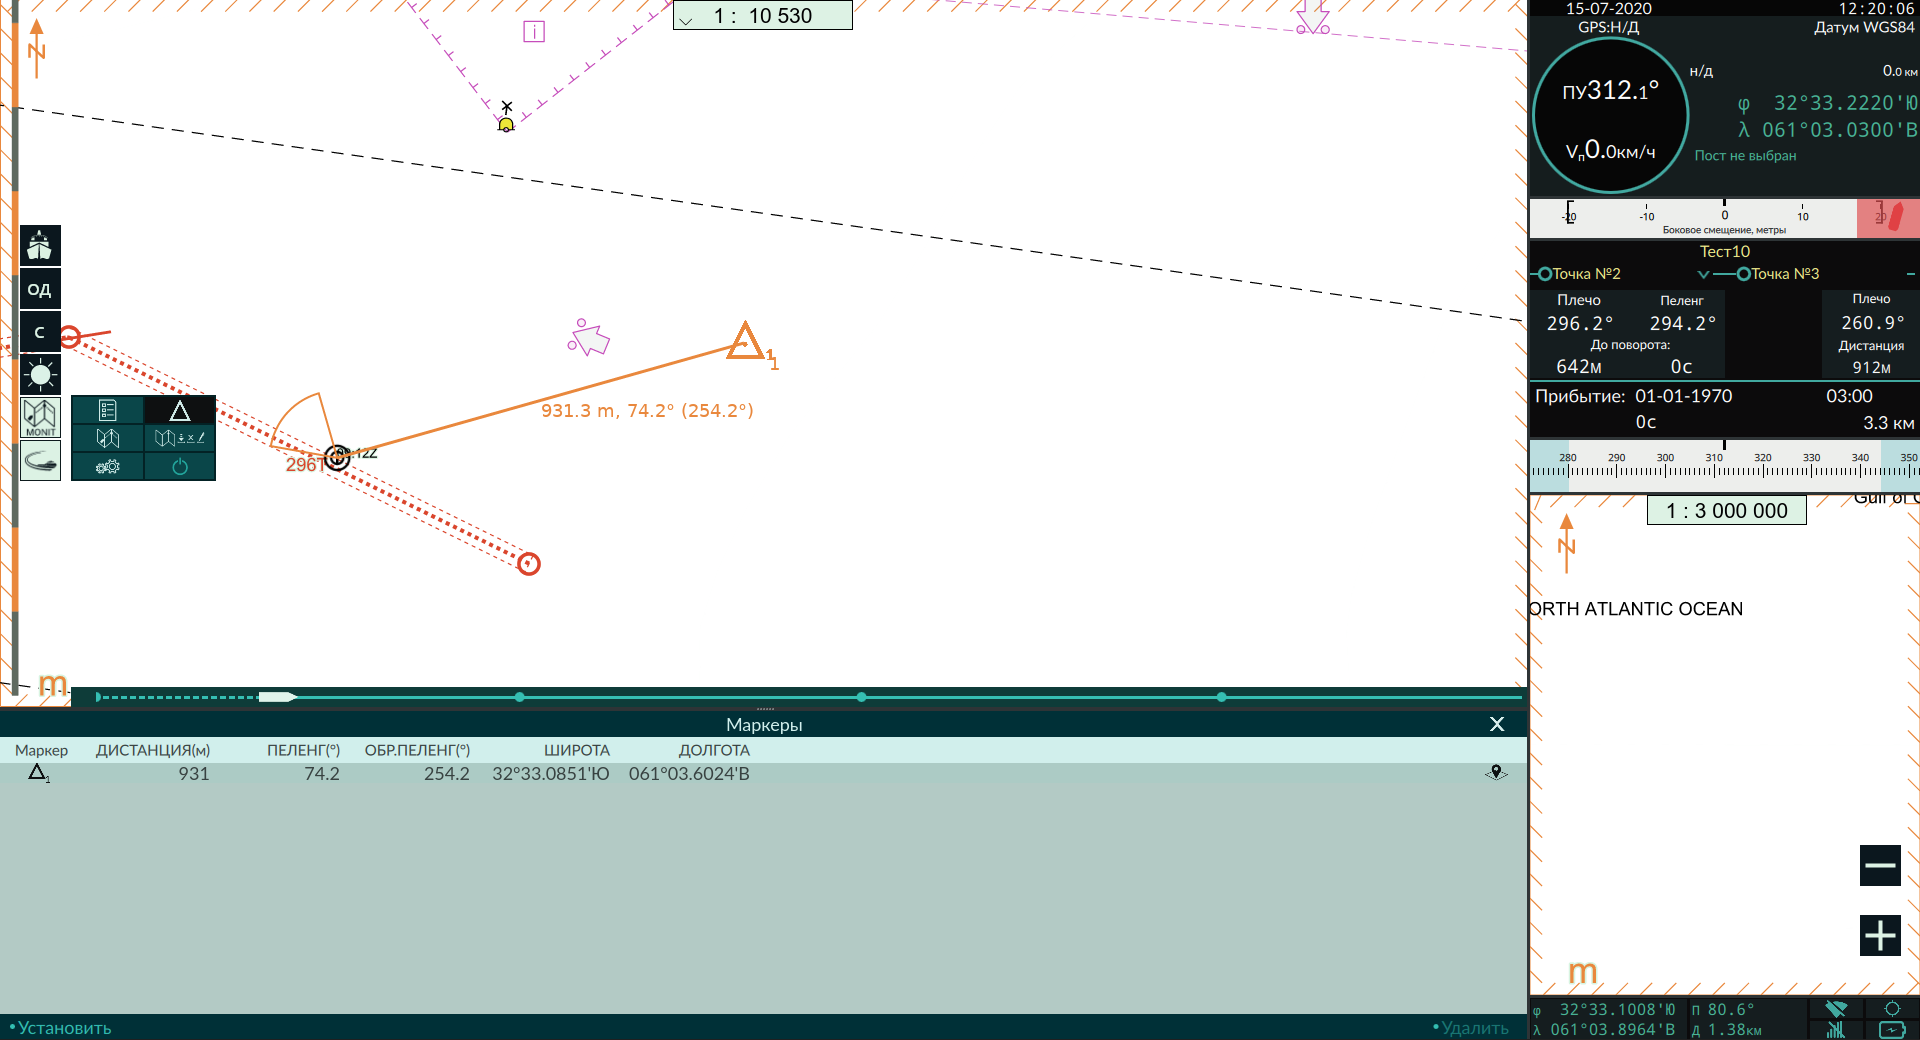 1 : 10 530
i
N
ОД
С
MONIT
931.3 m, 74.2° (254.2°)
1
1
296T
12Z
m
Маркеры
X
Маркер ДИСТАНЦИЯ(м) ПЕЛЕНГ(°) ОБР.ПЕЛЕНГ(°) ШИРОТА ДОЛГОТА
1 931 74.2 254.2 32°33.0851'Ю 061°03.6024'В
•Установить
•Удалить
15-07-2020 12:20:06
GPS:Н/Д Датум WGS84
ПУ312.1°
Vп0.0км/ч
н/д 0.0 км
φ 32°33.2220'Ю
λ 061°03.0300'В
Пост не выбран
-20 -10 0 10 20
Боковое смещение, метры
Тест10
Точка №2 Точка №3
Плечо Пеленг Плечо
296.2° 294.2° 260.9°
До поворота: Дистанция
642м 0с 912м
Прибытие: 01-01-1970 03:00
0с 3.3 км
280 290 300 310 320 330 340 350
Gulf of
1 : 3 000 000
N
ORTH ATLANTIC OCEAN
m
φ 32°33.1008'Ю П 80.6°
λ 061°03.8964'В Д 1.38км